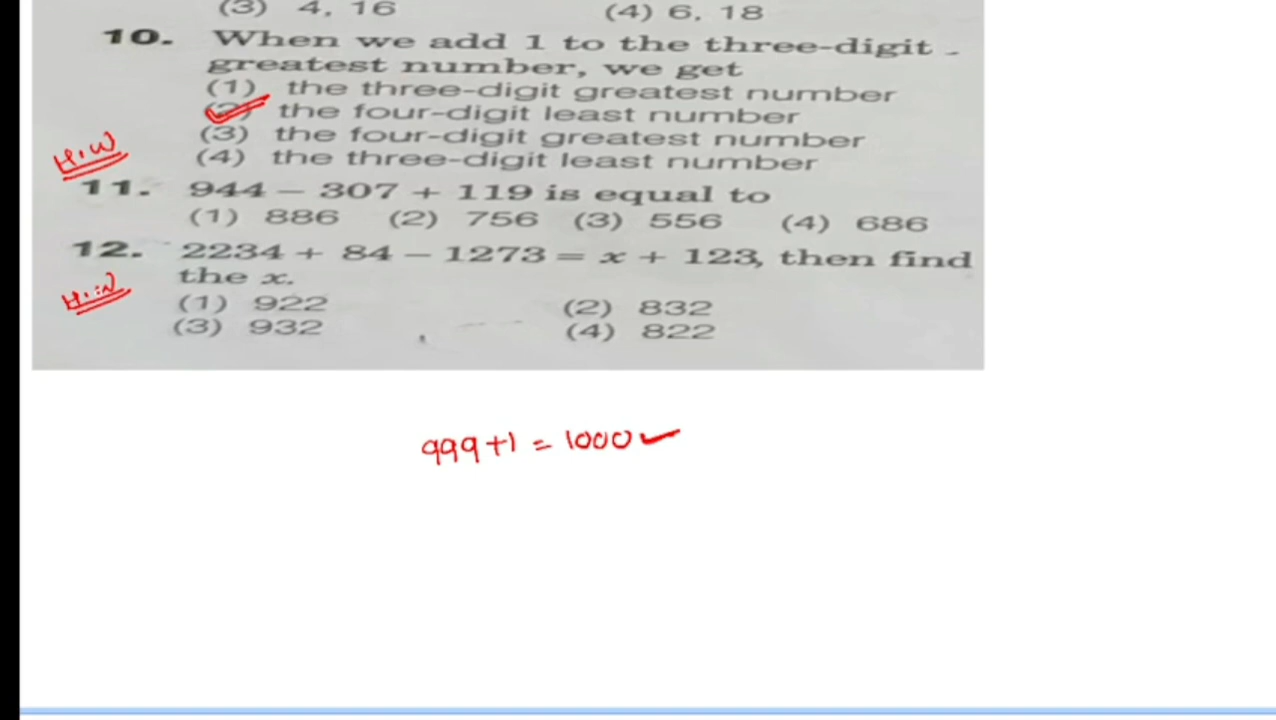 (3) 4, 16 (4) 6, 18
10. When we add 1 to the three-digit
greatest number, we get
(1) the three-digit greatest number
(2) the four-digit least number
(3) the four-digit greatest number
H.W
(4) the three-digit least number
11. 944 – 307 + 119 is equal to
(1) 886 (2) 756 (3) 556 (4) 686
12. 2234 + 84 – 1273 = x + 123, then find
the x.
H.W
(1) 922 (2) 832
(3) 932 (4) 822
999+1 = 1000